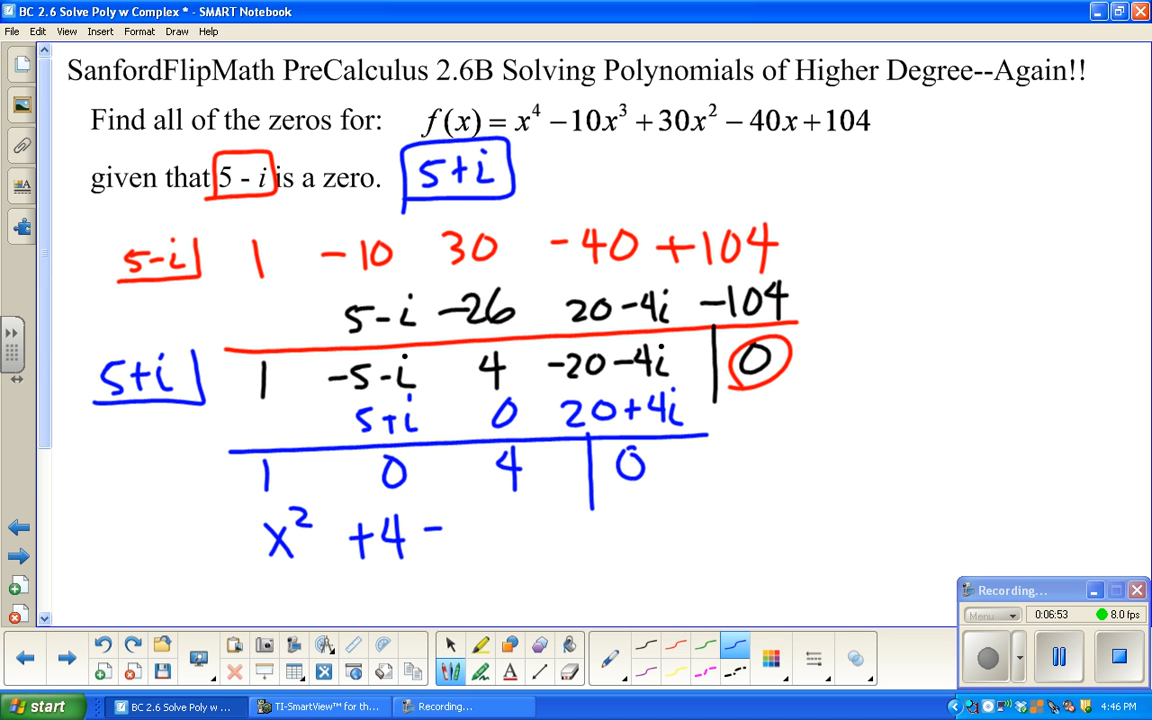 BC 2.6 Solve Poly w Complex * - SMART Notebook
File Edit View Insert Format Draw Help
SanfordFlipMath PreCalculus 2.6B Solving Polynomials of Higher Degree--Again!!
Find all of the zeros for: f(x) = x⁴ − 10x³ + 30x² − 40x + 104
given that 5 - i is a zero. 5+i
5-i 1 -10 30 -40 +104
5-i -26 20-4i -104
5+i 1 -5-i 4 -20-4i 0
5+i 0 20+4i
1 0 4 0
x² +4 -
Recording...
Menu 0:06:53 8.0 fps
start BC 2.6 Solve Poly w ... TI-SmartView™ for th... Recording... 4:46 PM